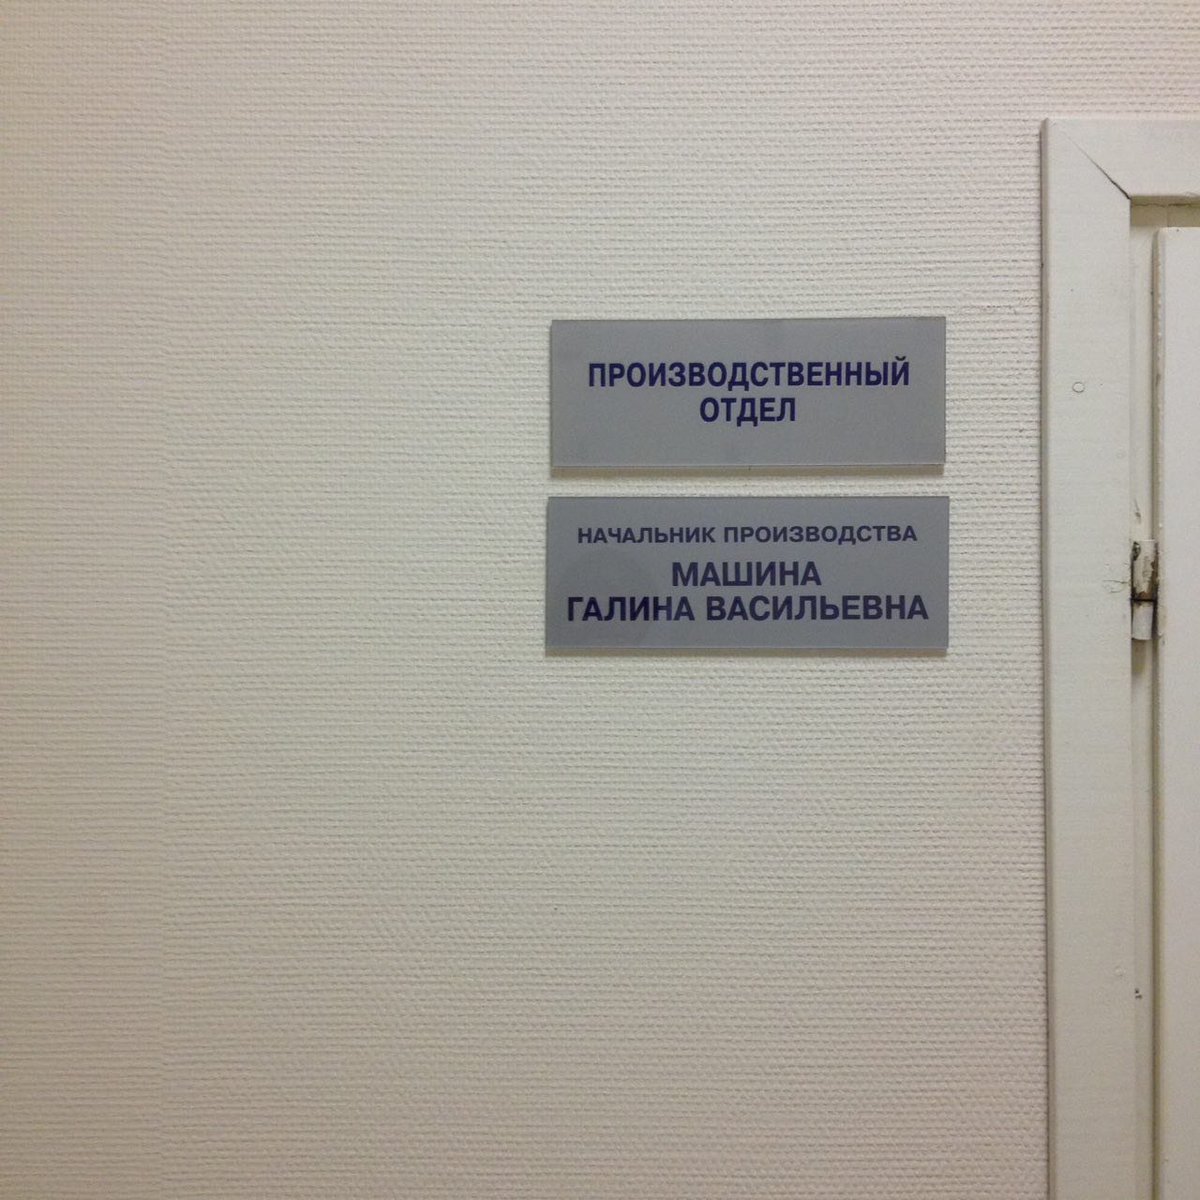 ПРОИЗВОДСТВЕННЫЙ
ОТДЕЛ
НАЧАЛЬНИК ПРОИЗВОДСТВА
МАШИНА
ГАЛИНА ВАСИЛЬЕВНА